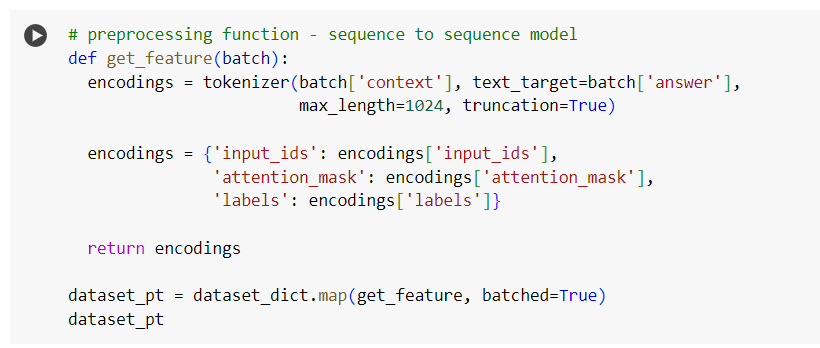 # preprocessing function - sequence to sequence model
def get_feature(batch):
  encodings = tokenizer(batch['context'], text_target=batch['answer'],
                        max_length=1024, truncation=True)

  encodings = {'input_ids': encodings['input_ids'],
               'attention_mask': encodings['attention_mask'],
               'labels': encodings['labels']}

  return encodings

dataset_pt = dataset_dict.map(get_feature, batched=True)
dataset_pt